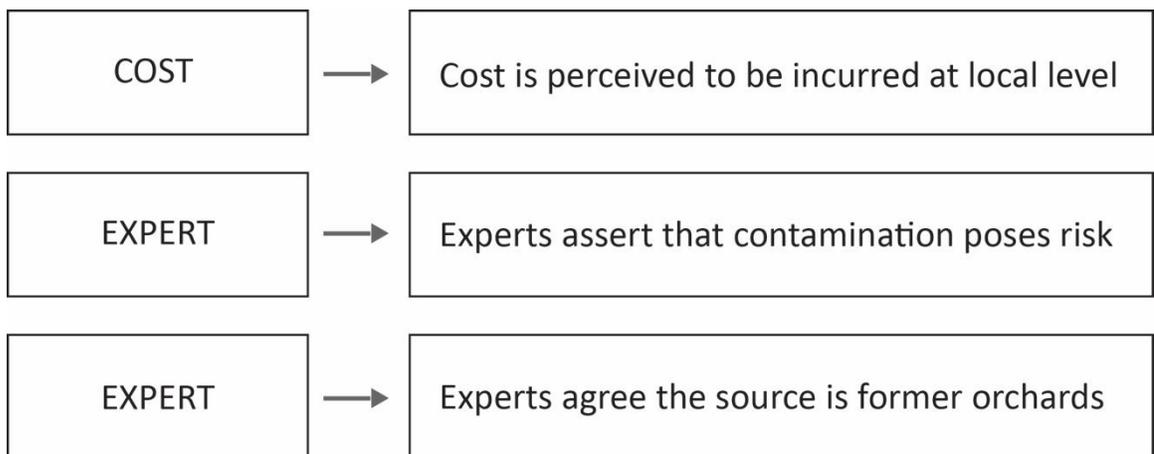 COST
Cost is perceived to be incurred at local level
EXPERT
Experts assert that contamination poses risk
EXPERT
Experts agree the source is former orchards